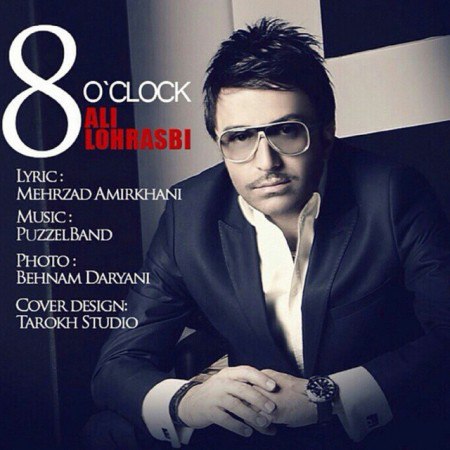 8
O`CLOCK
ALI
LOHRASBI
LYRIC :
MEHRZAD AMIRKHANI
MUSIC :
PUZZELBAND
PHOTO :
BEHNAM DARYANI
COVER DESIGN:
TAROKH STUDIO